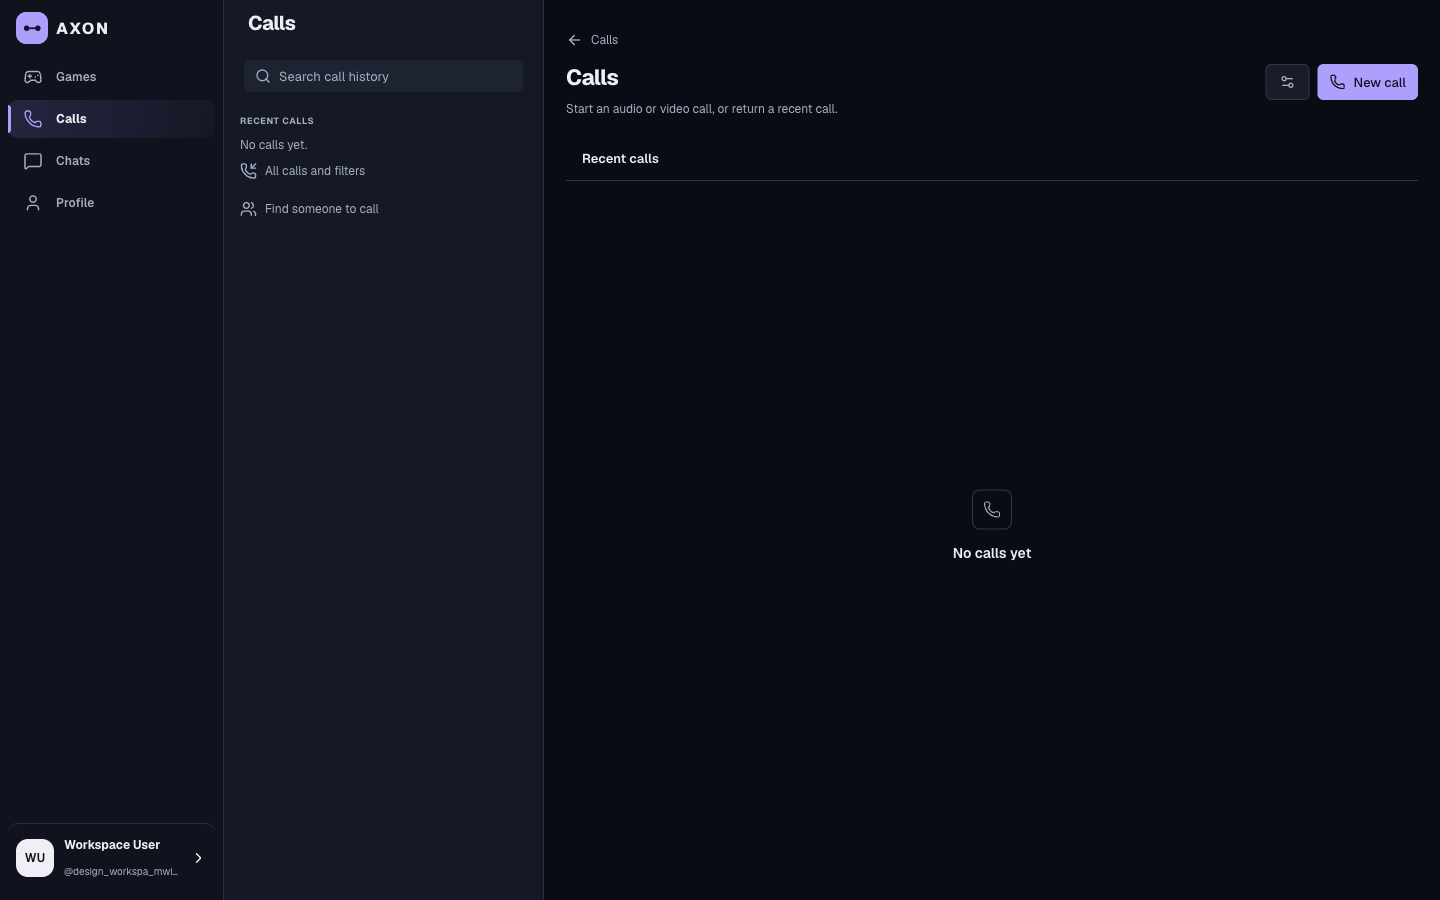 AXON
Games
Calls
Chats
Profile
WU
Workspace User
@design_workspa_mwi...
Calls
Search call history
RECENT CALLS
No calls yet.
All calls and filters
Find someone to call
Calls
Calls
Start an audio or video call, or return a recent call.
New call
Recent calls
No calls yet